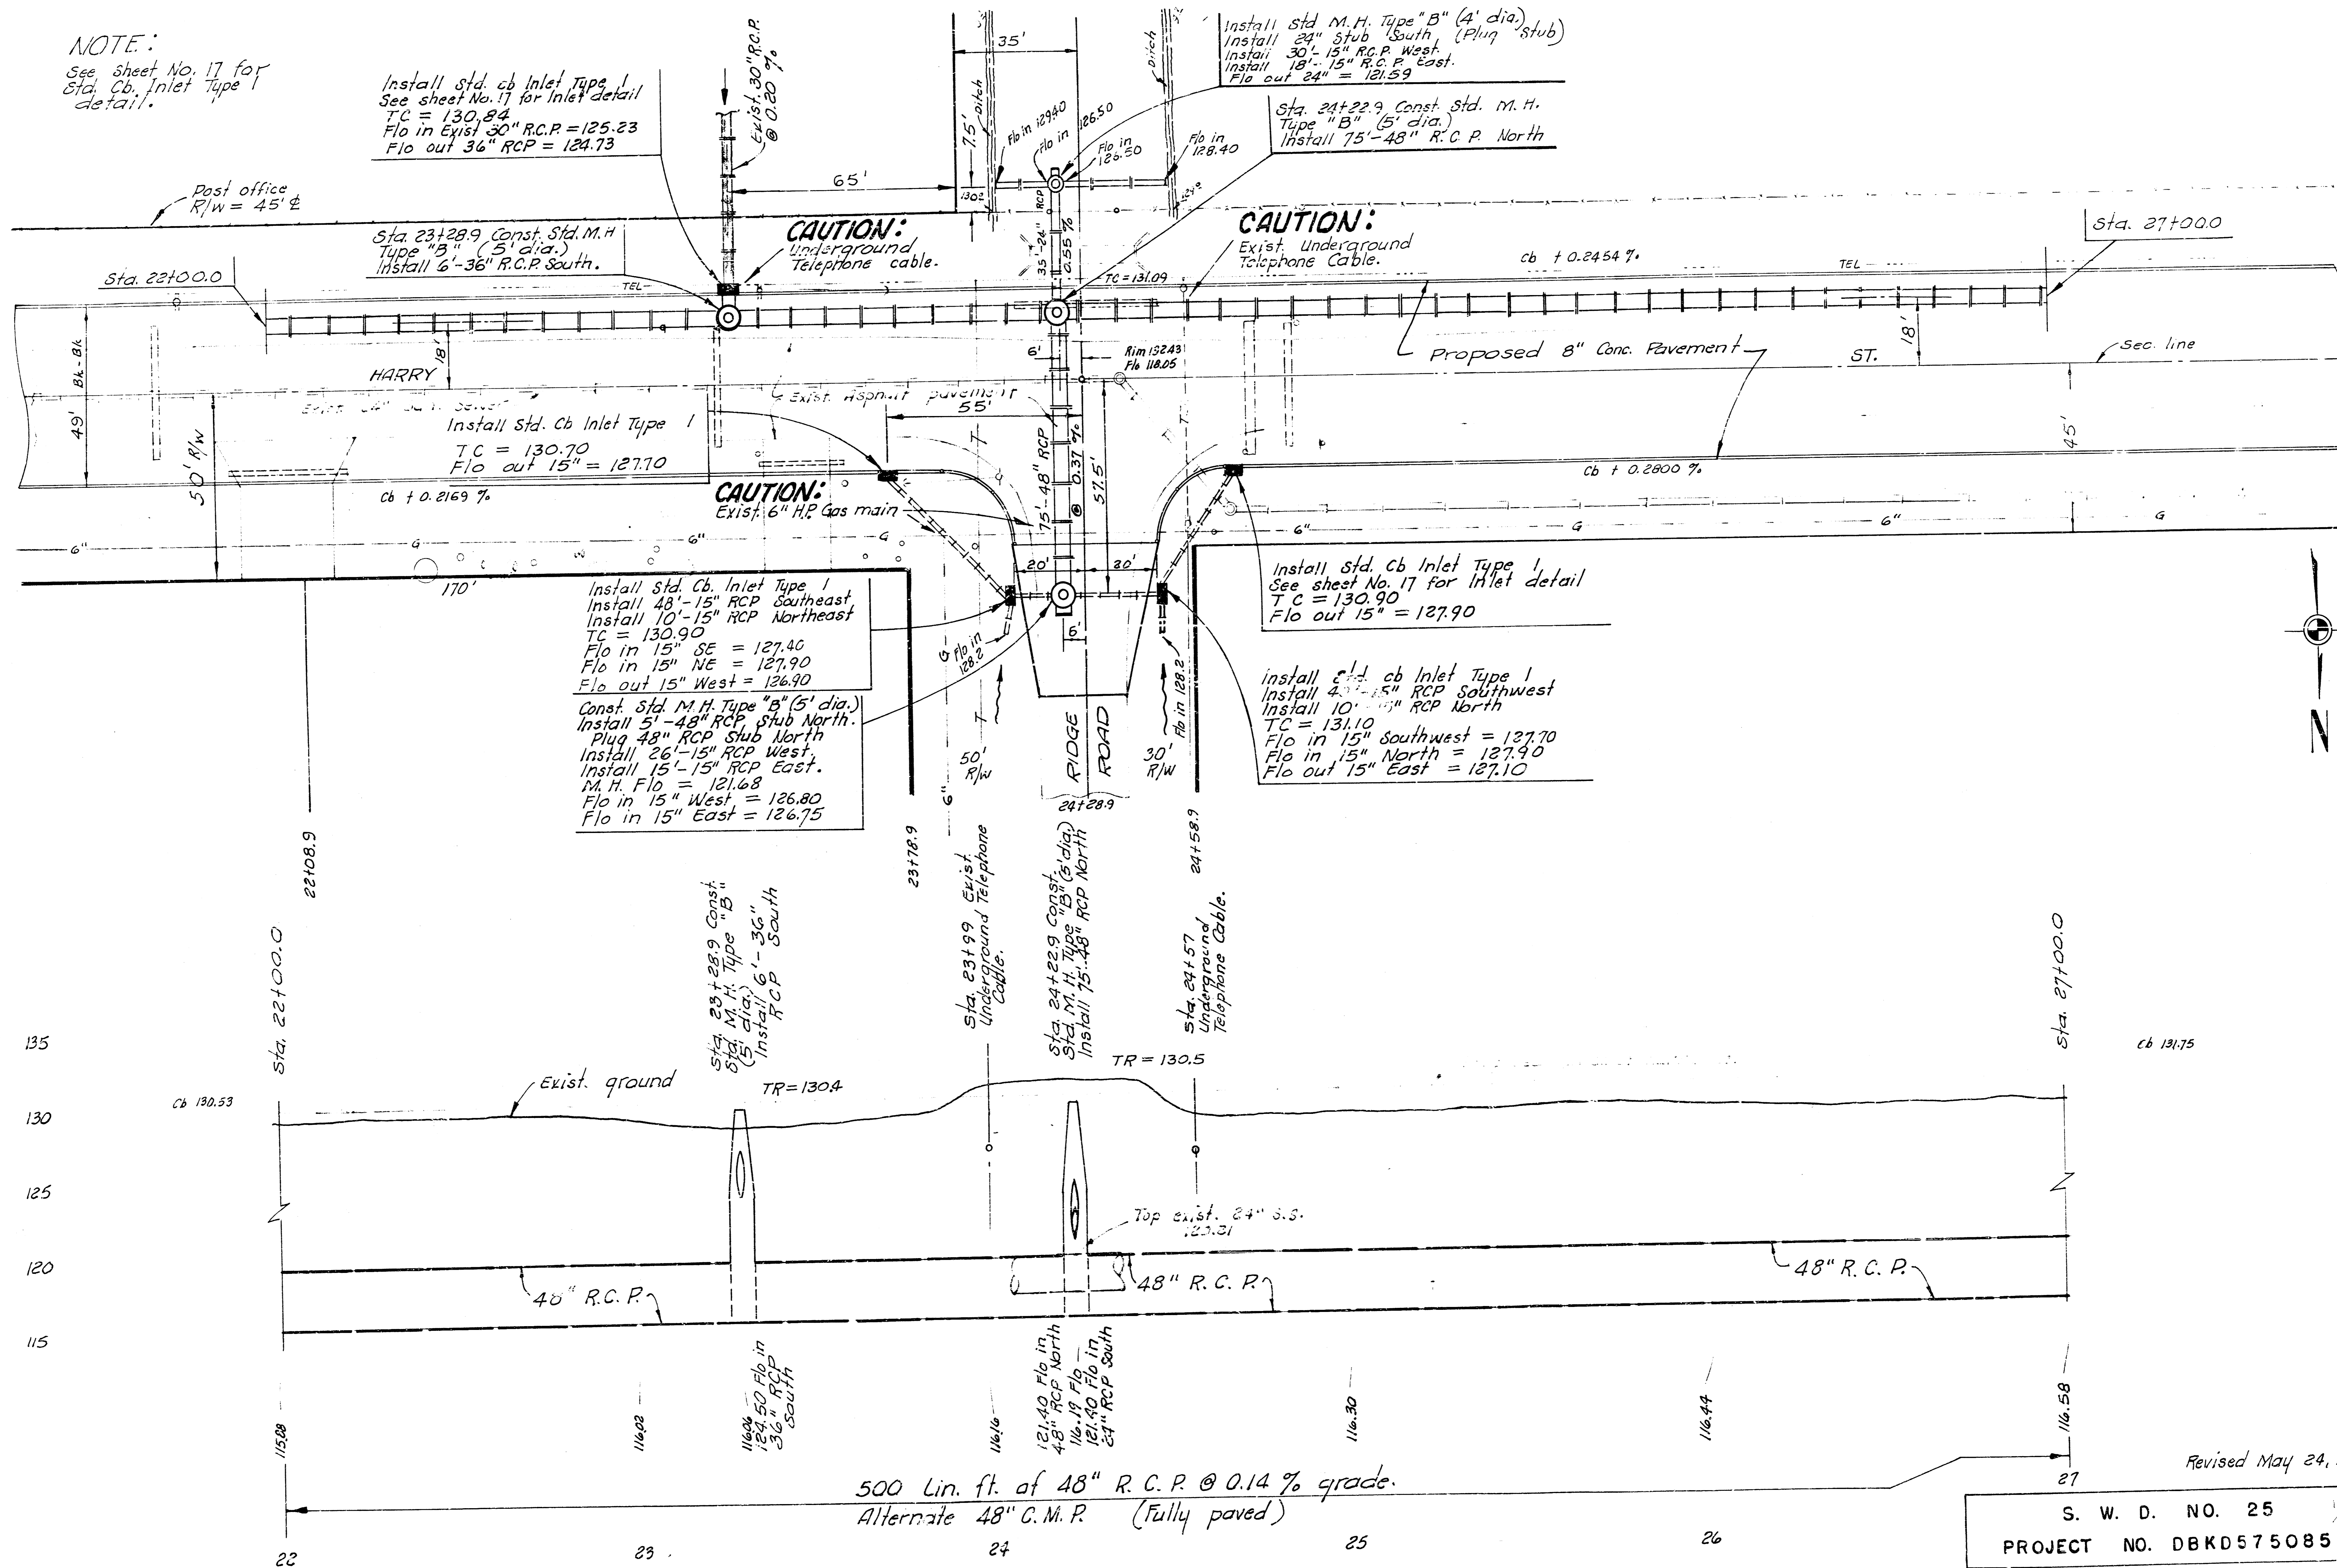 NOTE:
See Sheet No. 17 for
Std. Cb. Inlet Type 1
detail.
Install Std. cb Inlet Type 1
See sheet No. 17 for Inlet detail
TC = 130.84
Flo in Exist 30" R.C.P. = 125.23
Flo out 36" RCP = 124.73
Exist. 30" R.C.P.
@ 0.20 %
35'
7.5'
Ditch
Ditch
Install Std M.H. Type "B" (4' dia.)
Install 24" Stub South (Plug Stub)
Install 30'-15" R.C.P. West.
Install 18'-15" R.C.P. East.
Flo out 24" = 121.59
Sta. 24+22.9 Const. Std. M.H.
Type "B" (5' dia.)
Install 75'-48" R.C.P. North
Flo in 129.40
Flo in 126.50
Flo in
126.50
Flo in
128.40
Post office
R/W = 45' ℄
65'
35'-24" RCP
0.55 %
Sta. 23+28.9 Const. Std. M.H
Type "B" (5' dia.)
Install 6'-36" R.C.P. South.
CAUTION:
Underground
Telephone cable.
CAUTION:
Exist. Underground
Telephone Cable.
Cb + 0.2454 %
Sta. 27+00.0
Sta. 22+00.0
TEL
TC = 131.09
TEL
49' Bk-Bk
18'
HARRY
6'
Rim 132.43
Flo 118.05
Proposed 8" Conc. Pavement
ST.
18'
Sec. line
Exist. Asphalt pavement
55'
50' R/W
Install Std. Cb Inlet Type 1
TC = 130.70
Flo out 15" = 127.70
Cb + 0.2169 %
CAUTION:
Exist. 6" H.P. Gas main
75'-48" RCP
@ 0.37 %
57.5'
45'
Cb + 0.2800 %
6"
G
6"
G
6"
G
6"
G
170'
20'
20'
6'
Install Std. Cb. Inlet Type 1
Install 48'-15" RCP Southeast
Install 10'-15" RCP Northeast
TC = 130.90
Flo in 15" SE = 127.40
Flo in 15" NE = 127.90
Flo out 15" West = 126.90
Const. Std. M.H. Type "B" (5' dia.)
Install 5'-48" RCP Stub North.
Plug 48" RCP Stub North
Install 26'-15" RCP West.
Install 15'-15" RCP East.
M.H. Flo = 121.68
Flo in 15" West = 126.80
Flo in 15" East = 126.75
Flo in
128.2
Flo in 128.2
Install Std. Cb Inlet Type 1
See sheet No. 17 for Inlet detail
TC = 130.90
Flo out 15" = 127.90
install std. cb Inlet Type 1
Install 15" RCP Southwest
Install 10' 15" RCP North
TC = 131.10
Flo in 15" Southwest = 127.70
Flo in 15" North = 127.90
Flo out 15" East = 127.10
N
6"
T
50'
R/W
RIDGE
ROAD
30'
R/W
24+28.9
22+08.9
23+78.9
24+58.9
Sta. 22+00.0
Sta. 23+28.9 Const.
Std. M.H. Type "B"
(5' dia.)
Install 6'-36"
RCP South
Sta. 23+99 Exist.
Underground Telephone
Cable.
Sta. 24+22.9 Const.
Std. M.H. Type "B" (5' dia.)
Install 75'-48" RCP North
Sta. 24+57
Underground
Telephone Cable.
Sta. 27+00.0
135
130
125
120
115
Cb 130.53
Cb 131.75
Exist. ground
TR = 130.4
TR = 130.5
Top exist. 24" S.S.
48" R.C.P.
48" R.C.P.
48" R.C.P.
116.02
116.06
124.50 Flo in
36" RCP
South
116.16
121.40 Flo in
48" RCP North
116.19 Flo
121.40 Flo in
24" RCP South
116.30
116.44
116.58
500 Lin. ft. of 48" R.C.P. @ 0.14 % grade.
Alternate 48" C.M.P. (Fully paved)
22
23
24
25
26
27
Revised May 24,
S. W. D. NO. 25
PROJECT NO. DBKD575085